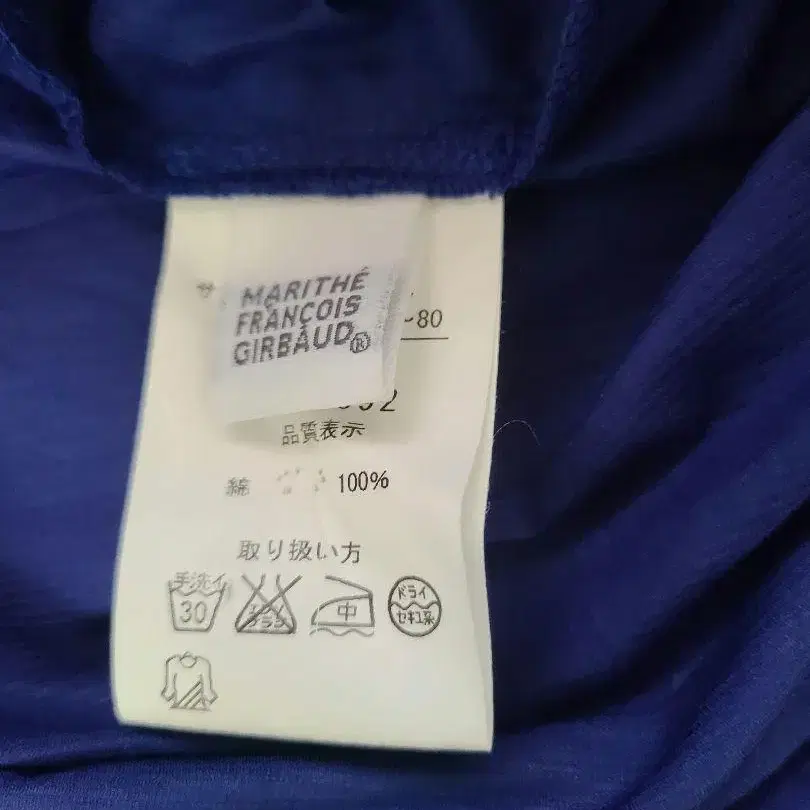 MARITHÉ
FRANÇOIS
GIRBAUD®
~80
品質表示
綿 100%
取り扱い方
手洗イ
30
中
ドライ
セキユ系